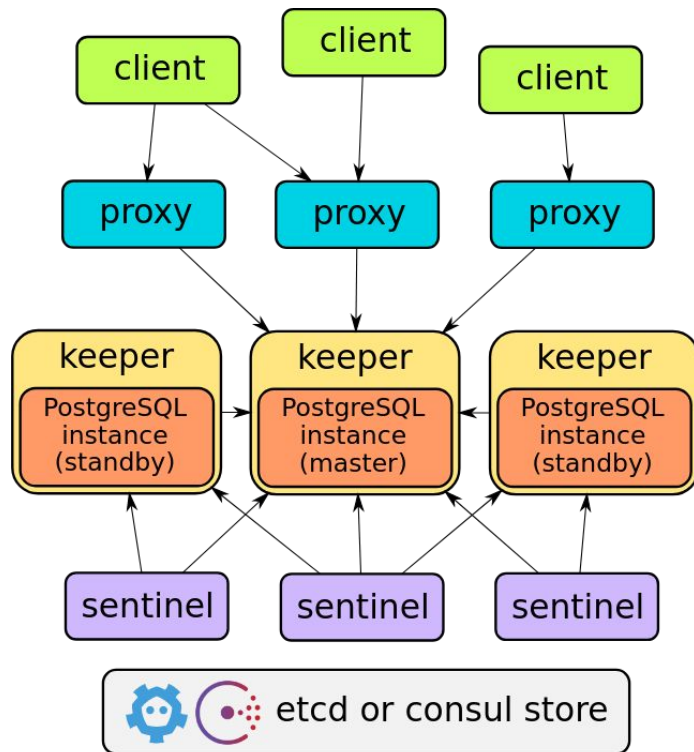 client
client
client
proxy
proxy
proxy
keeper
PostgreSQL
instance
(standby)
keeper
PostgreSQL
instance
(master)
keeper
PostgreSQL
instance
(standby)
sentinel
sentinel
sentinel
etcd or consul store